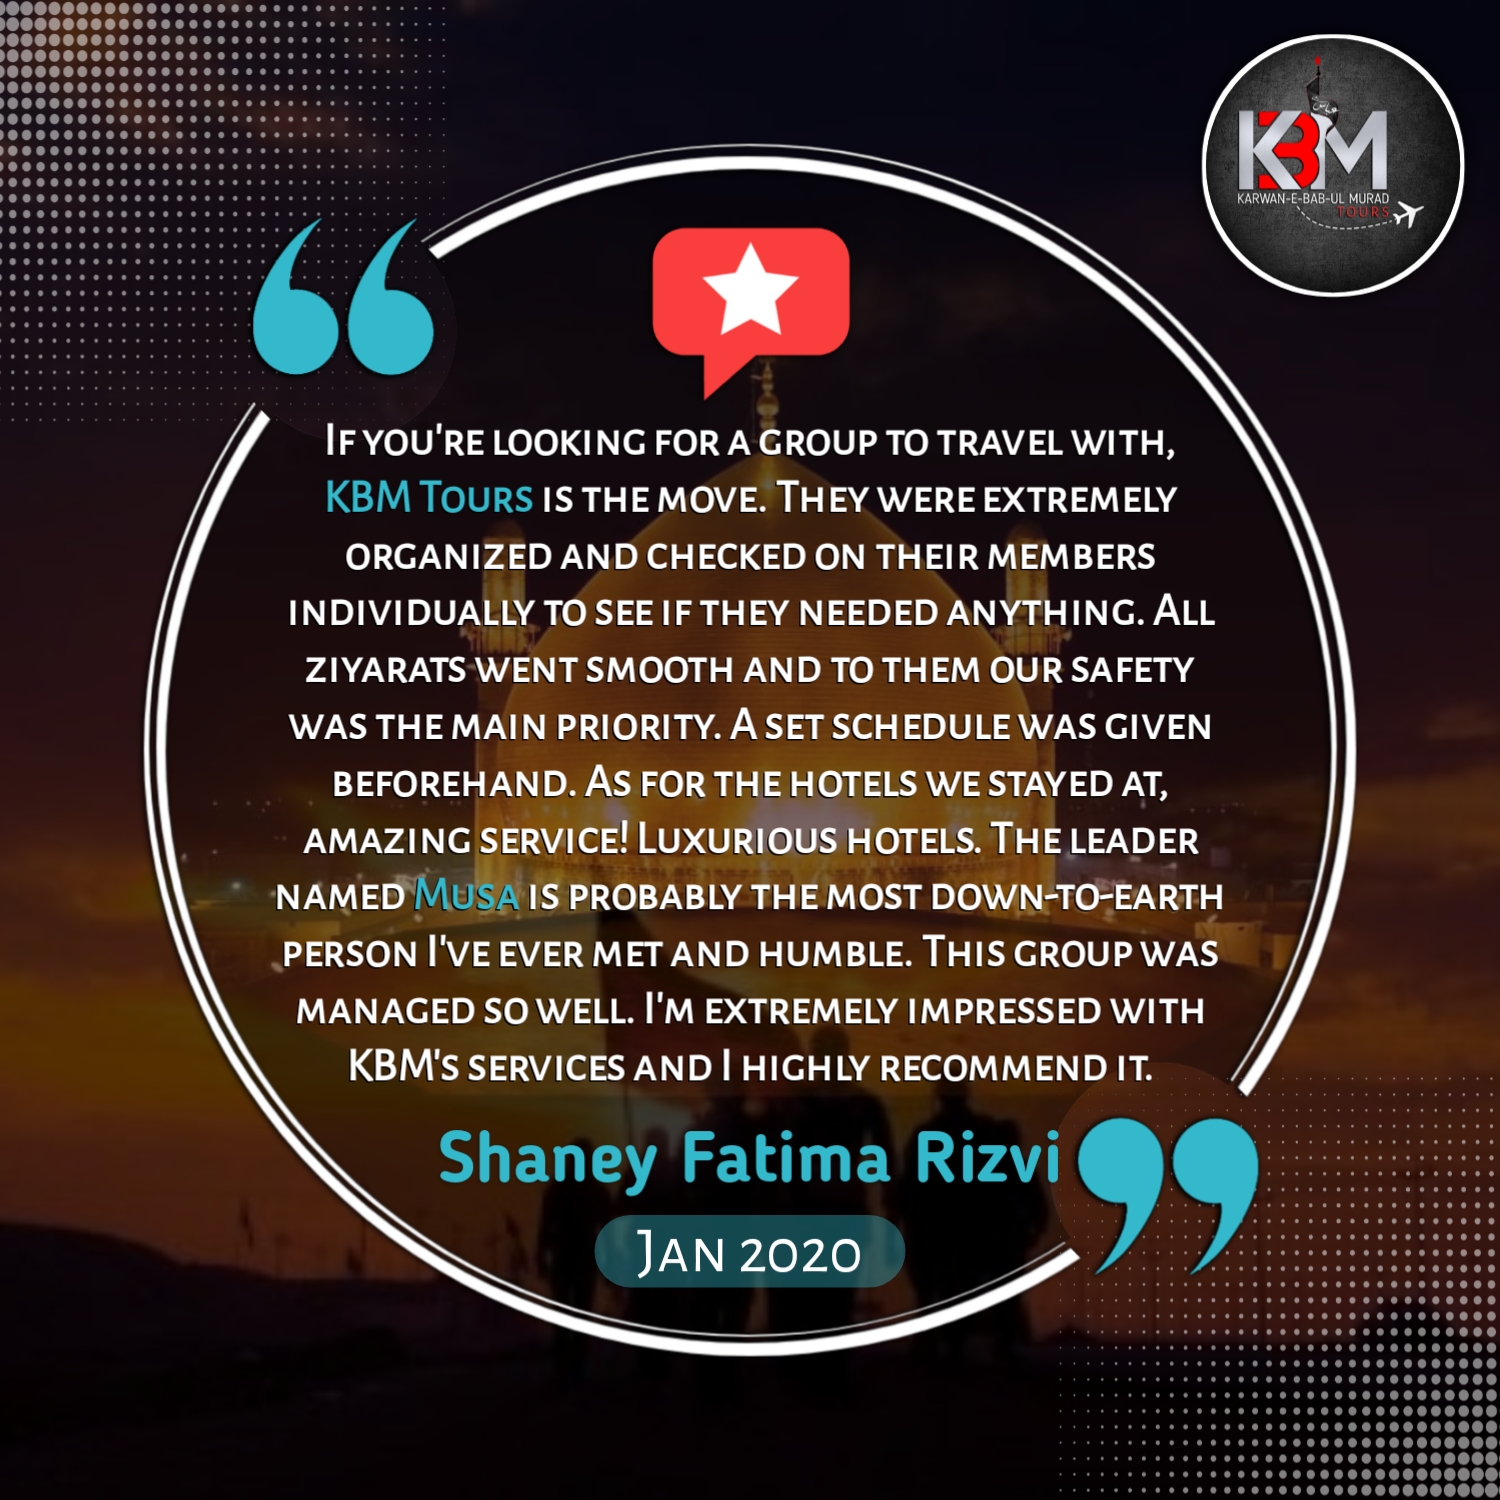 KBM
KARWAN-E-BAB-UL MURAD
TOURS
If you're looking for a group to travel with,
KBM Tours is the move. They were extremely
organized and checked on their members
individually to see if they needed anything. All
ziyarats went smooth and to them our safety
was the main priority. A set schedule was given
beforehand. As for the hotels we stayed at,
amazing service! Luxurious hotels. The leader
named Musa is probably the most down-to-earth
person I've ever met and humble. This group was
managed so well. I'm extremely impressed with
KBM's services and I highly recommend it.
Shaney Fatima Rizvi
Jan 2020